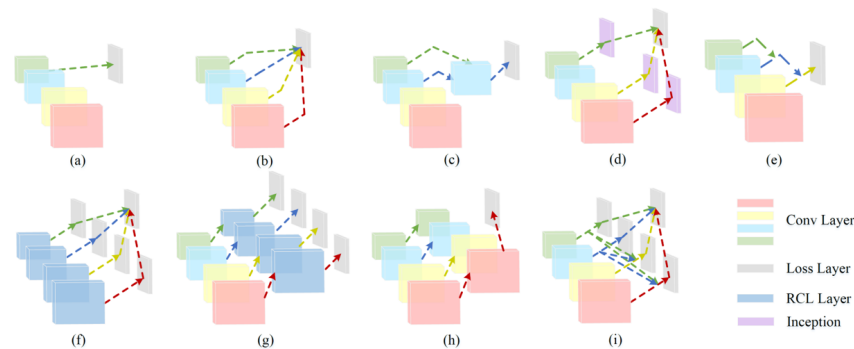 (a)
(b)
(c)
(d)
(e)
(f)
(g)
(h)
(i)
Conv Layer
Loss Layer
RCL Layer
Inception